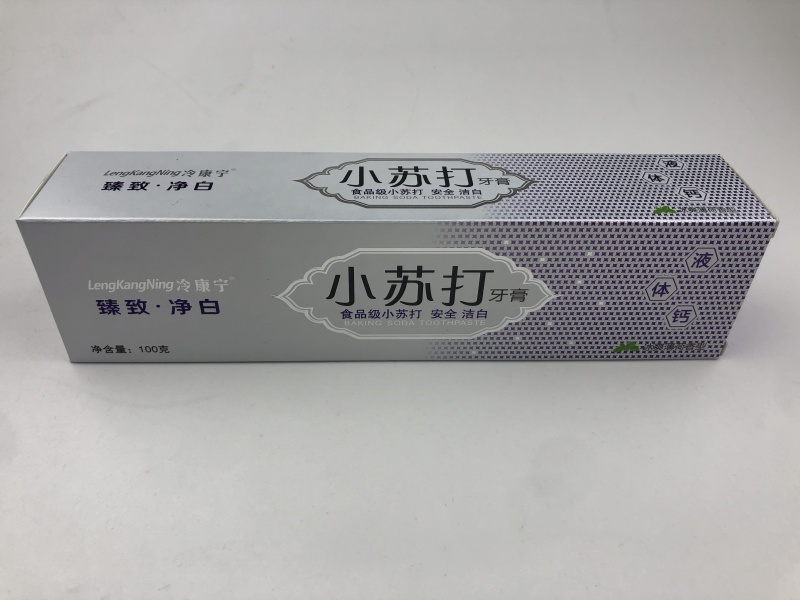 LengKangNing冷康宁
臻致·净白
小苏打牙膏
食品级小苏打 安全 洁白
BAKING SODA TOOTHPASTE
液
体
钙
LengKangNing冷康宁
臻致·净白
净含量：100克
小苏打牙膏
食品级小苏打 安全 洁白
BAKING SODA TOOTHPASTE
液
体
钙